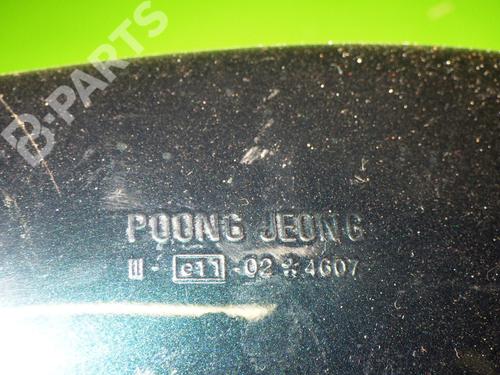 B-PARTS
POONG JEONG
III- e11 -02 * 4607